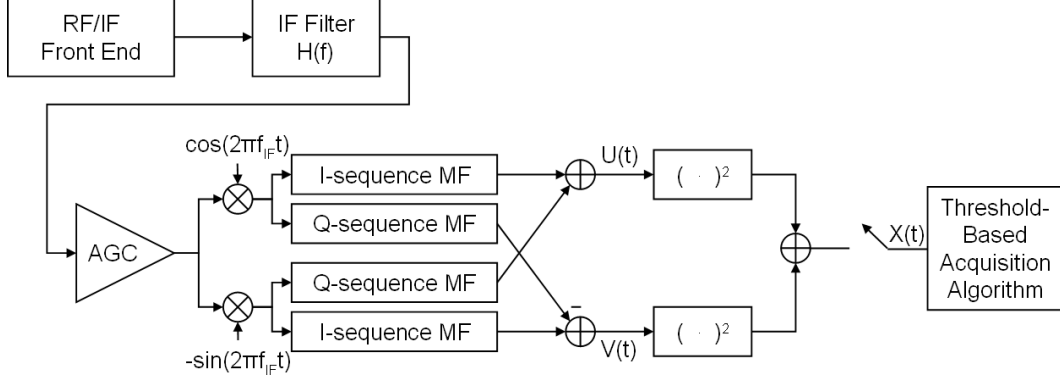 RF/IF
Front End
IF Filter
H(f)
cos(2πf_IF t)
I-sequence MF
Q-sequence MF
AGC
Q-sequence MF
I-sequence MF
-sin(2πf_IF t)
U(t)
( · )²
–
V(t)
( · )²
X(t)
Threshold-
Based
Acquisition
Algorithm